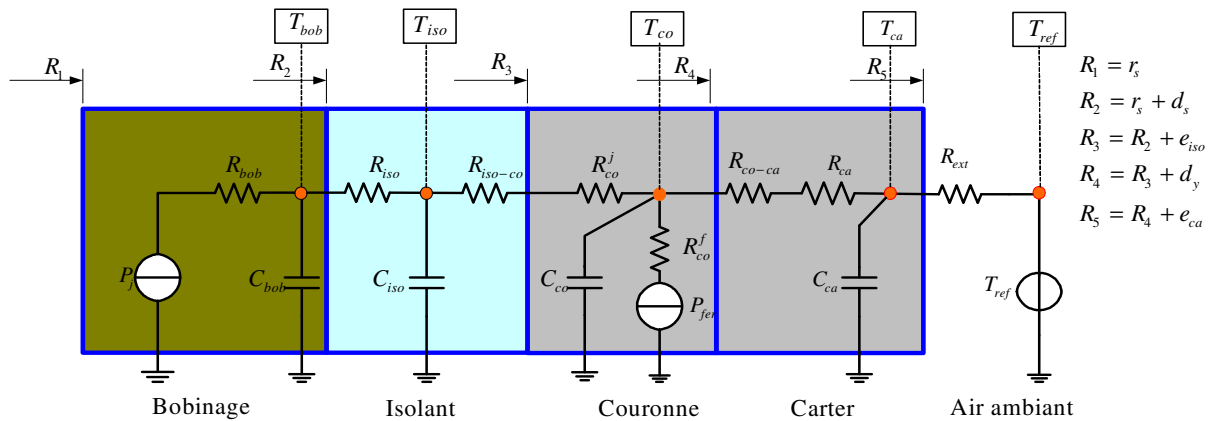 T_bob T_iso T_co T_ca T_ref
R_1 R_2 R_3 R_4 R_5
R_1 = r_s
R_2 = r_s + d_s
R_3 = R_2 + e_iso
R_4 = R_3 + d_y
R_5 = R_4 + e_ca
R_bob R_iso R_iso-co R_co^j R_co-ca R_ca R_ext
R_co^f
P_j C_bob C_iso C_co P_fer C_ca T_ref
Bobinage Isolant Couronne Carter Air ambiant